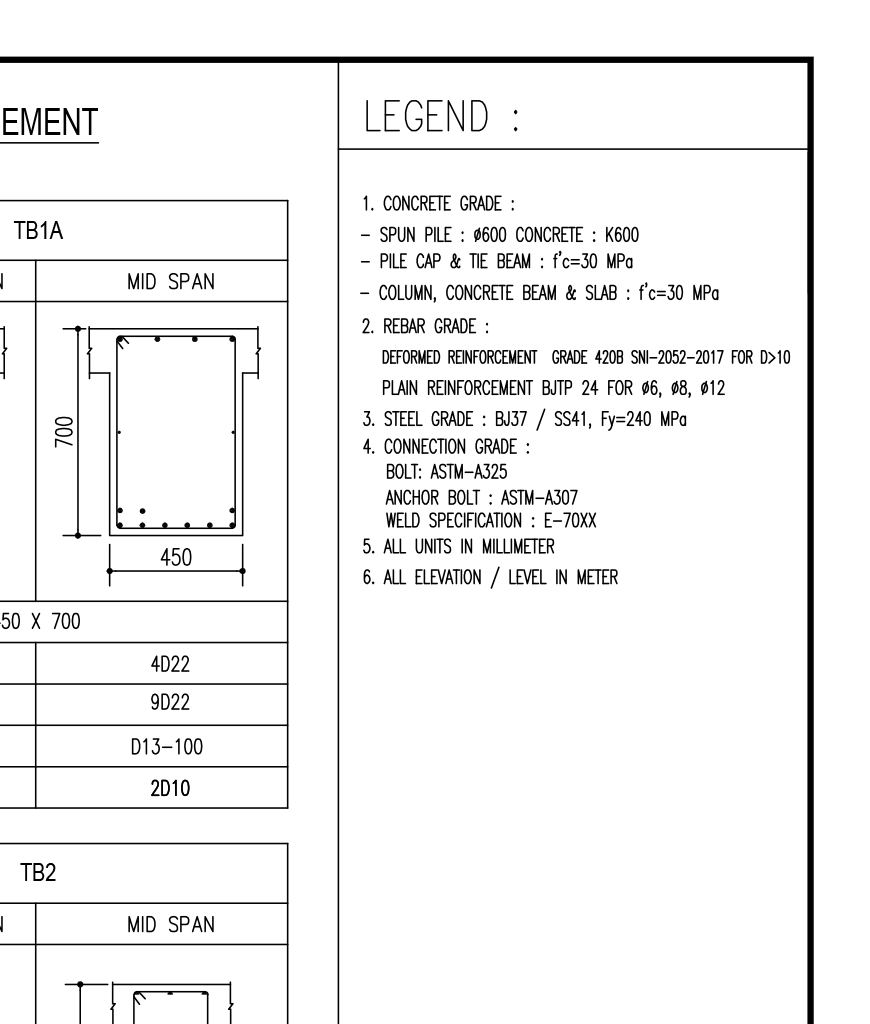 EMENT
LEGEND :
TB1A
MID SPAN
700
450
50 X 700
4D22
9D22
D13-100
2D10
TB2
MID SPAN
1. CONCRETE GRADE :
- SPUN PILE : ø600 CONCRETE : K600
- PILE CAP & TIE BEAM : f'c=30 MPa
- COLUMN, CONCRETE BEAM & SLAB : f'c=30 MPa
2. REBAR GRADE :
DEFORMED REINFORCEMENT GRADE 420B SNI-2052-2017 FOR D>10
PLAIN REINFORCEMENT BJTP 24 FOR ø6, ø8, ø12
3. STEEL GRADE : BJ37 / SS41, Fy=240 MPa
4. CONNECTION GRADE :
BOLT: ASTM-A325
ANCHOR BOLT : ASTM-A307
WELD SPECIFICATION : E-70XX
5. ALL UNITS IN MILLIMETER
6. ALL ELEVATION / LEVEL IN METER